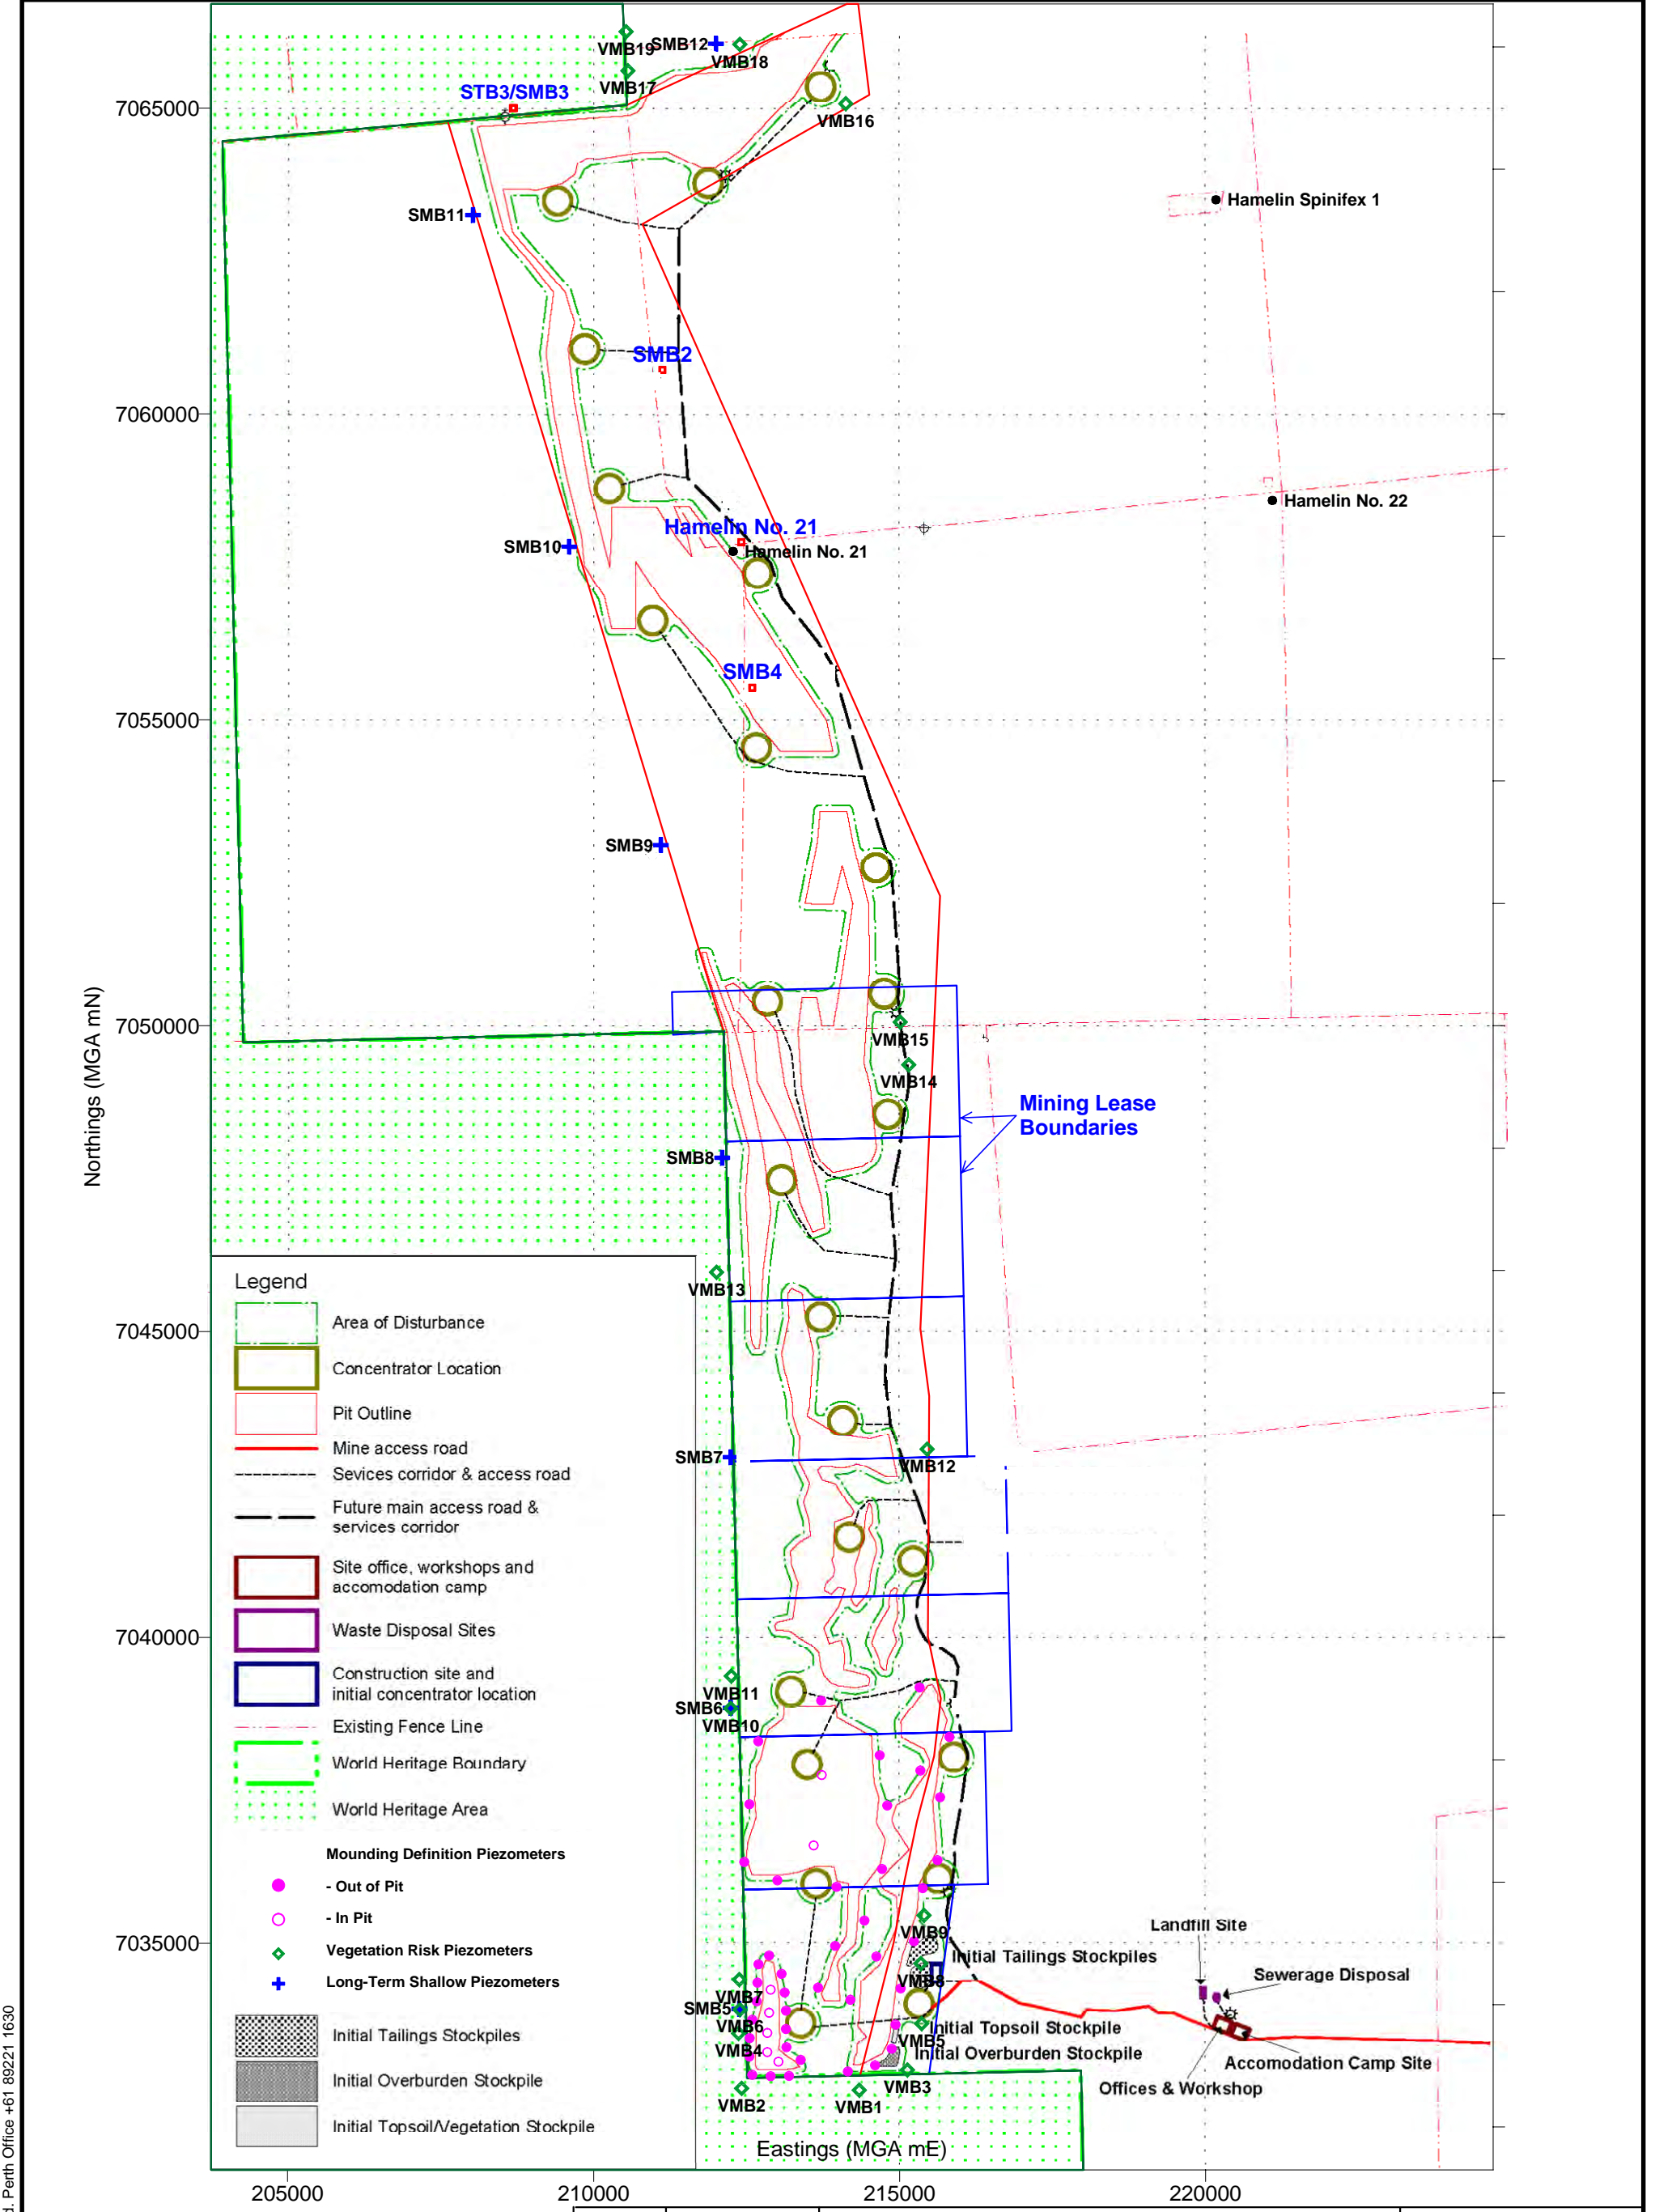 VMB19
SMB12
VMB18
VMB17
STB3/SMB3
7065000
VMB16
Hamelin Spinifex 1
SMB11
SMB2
7060000
Hamelin No. 22
Hamelin No. 21
Hamelin No. 21
SMB10
SMB4
7055000
SMB9
7050000
VMB15
VMB14
Mining Lease
Boundaries
Northings (MGA mN)
SMB8
VMB13
7045000
SMB7
VMB12
7040000
VMB11
SMB6
VMB10
7035000
VMB9
Initial Tailings Stockpiles
VMB8
Landfill Site
Sewerage Disposal
VMB7
SMB5
VMB6
VMB4
Initial Topsoil Stockpile
VMB5
Initial Overburden Stockpile
Accomodation Camp Site
Offices & Workshop
VMB3
VMB2
VMB1
Eastings (MGA mE)
205000
210000
215000
220000
Legend
Area of Disturbance
Concentrator Location
Pit Outline
Mine access road
Sevices corridor & access road
Future main access road &
services corridor
Site office, workshops and
accomodation camp
Waste Disposal Sites
Construction site and
initial concentrator location
Existing Fence Line
World Heritage Boundary
World Heritage Area
Mounding Definition Piezometers
- Out of Pit
- In Pit
Vegetation Risk Piezometers
Long-Term Shallow Piezometers
Initial Tailings Stockpiles
Initial Overburden Stockpile
Initial Topsoil/Vegetation Stockpile
d. Perth Office +61 89221 1630